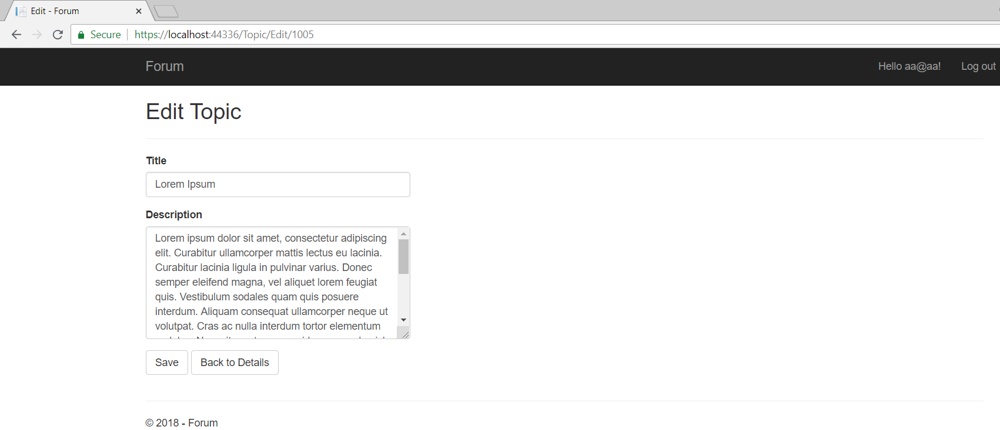 Edit - Forum
Secure https://localhost:44336/Topic/Edit/1005
Forum Hello aa@aa! Log out
Edit Topic
Title
Lorem Ipsum
Description
Lorem ipsum dolor sit amet, consectetur adipiscing
elit. Curabitur ullamcorper mattis lectus eu lacinia.
Curabitur lacinia ligula in pulvinar varius. Donec
semper eleifend magna, vel aliquet lorem feugiat
quis. Vestibulum sodales quam quis posuere
interdum. Aliquam consequat ullamcorper neque ut
volutpat. Cras ac nulla interdum tortor elementum
Save Back to Details
© 2018 - Forum